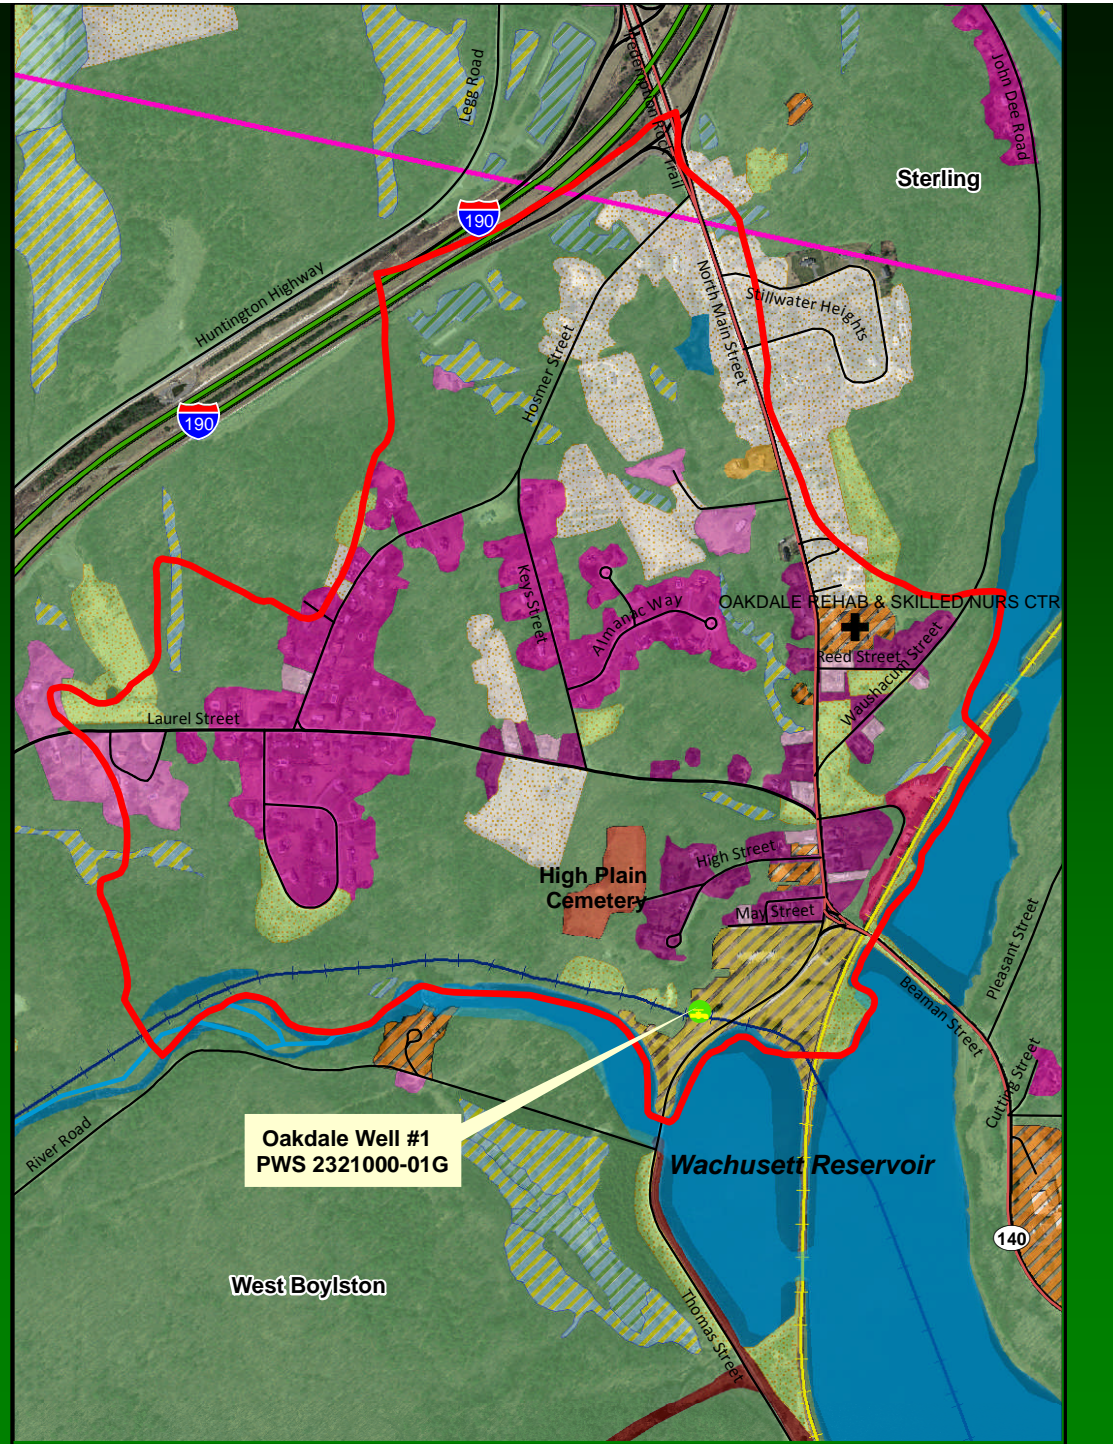 Legg Road
Redemption Rock Trail
John Dee Road
Sterling
190
Huntington Highway
North Main Street
Stillwater Heights
Hosmer Street
190
Keys Street
Almanac Way
OAKDALE REHAB & SKILLED NURS CTR
Reed Street
Waushacum Street
Laurel Street
High Street
High Plain
Cemetery
May Street
Pleasant Street
Beaman Street
Cutting Street
River Road
Oakdale Well #1
PWS 2321000-01G
Wachusett Reservoir
140
West Boylston
Thomas Street